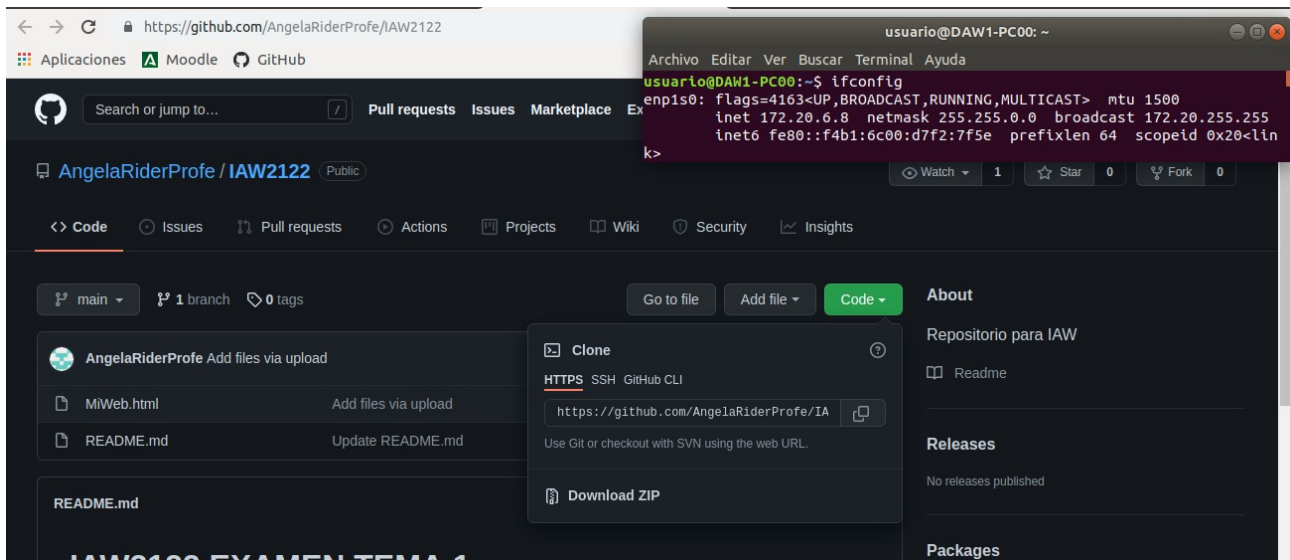 https://github.com/AngelaRiderProfe/IAW2122
Aplicaciones Moodle GitHub
usuario@DAW1-PC00: ~
Archivo Editar Ver Buscar Terminal Ayuda
usuario@DAW1-PC00:~$ ifconfig
enp1s0: flags=4163<UP,BROADCAST,RUNNING,MULTICAST> mtu 1500
inet 172.20.6.8 netmask 255.255.0.0 broadcast 172.20.255.255
inet6 fe80::f4b1:6c00:d7f2:7f5e prefixlen 64 scopeid 0x20<lin
k>
Search or jump to... / Pull requests Issues Marketplace Ex
AngelaRiderProfe / IAW2122 Public
Watch 1 Star 0 Fork 0
<> Code Issues Pull requests Actions Projects Wiki Security Insights
main 1 branch 0 tags Go to file Add file Code
AngelaRiderProfe Add files via upload
MiWeb.html Add files via upload
README.md Update README.md
README.md
Clone
HTTPS SSH GitHub CLI
https://github.com/AngelaRiderProfe/IA
Use Git or checkout with SVN using the web URL.
Download ZIP
About
Repositorio para IAW
Readme
Releases
No releases published
Packages
IAW2122 EXAMEN TEMA 1